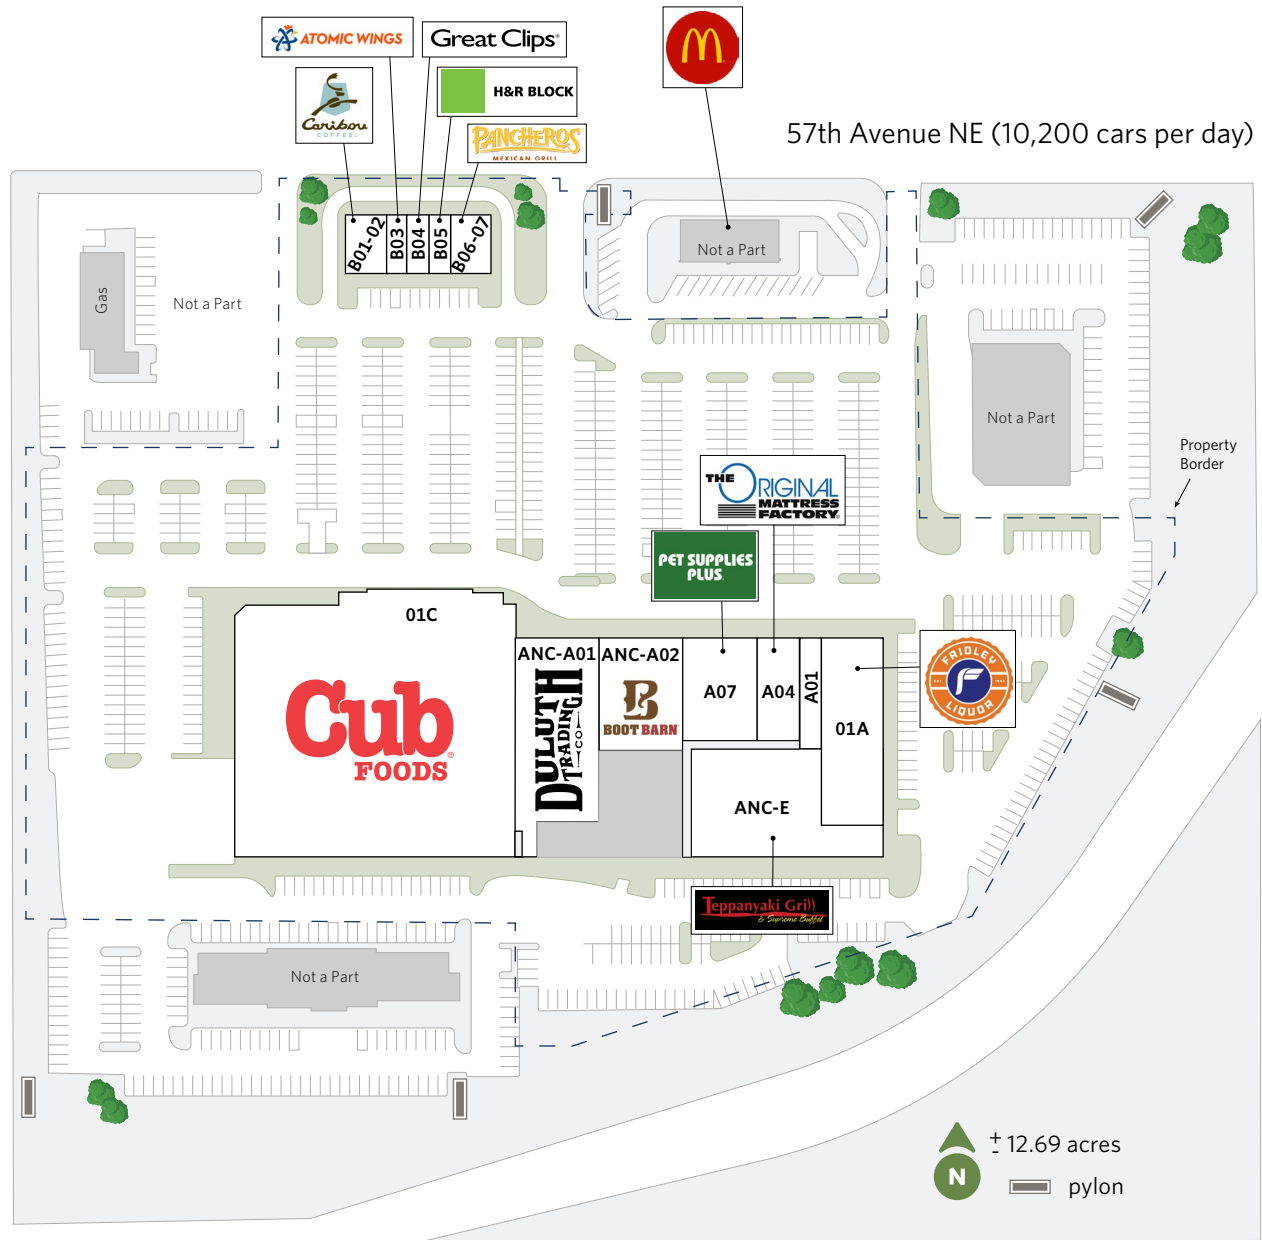 ATOMIC WINGS
Great Clips
H&R BLOCK
Caribou
COFFEE
PANCHEROS
MEXICAN GRILL
57th Avenue NE (10,200 cars per day)
B01-02
B03
B04
B05
B06-07
Not a Part
Gas
Not a Part
Not a Part
Property
Border
THE ORIGINAL
MATTRESS
FACTORY
PET SUPPLIES
PLUS
01C
Cub
FOODS
ANC-A01
DULUTH
TRADING
CO
ANC-A02
B
BOOT BARN
A07
A04
A01
01A
FRIDLEY
F
LIQUOR
ANC-E
Teppanyaki Grill
& Supreme Buffet
Not a Part
N
+
- 12.69 acres
pylon